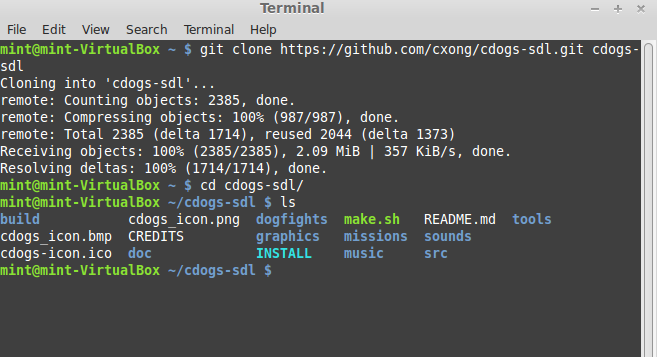 Terminal
File Edit View Search Terminal Help
mint@mint-VirtualBox ~ $ git clone https://github.com/cxong/cdogs-sdl.git cdogs-
sdl
Cloning into 'cdogs-sdl'...
remote: Counting objects: 2385, done.
remote: Compressing objects: 100% (987/987), done.
remote: Total 2385 (delta 1714), reused 2044 (delta 1373)
Receiving objects: 100% (2385/2385), 2.09 MiB | 357 KiB/s, done.
Resolving deltas: 100% (1714/1714), done.
mint@mint-VirtualBox ~ $ cd cdogs-sdl/
mint@mint-VirtualBox ~/cdogs-sdl $ ls
build cdogs_icon.png dogfights make.sh README.md tools
cdogs_icon.bmp CREDITS graphics missions sounds
cdogs-icon.ico doc INSTALL music src
mint@mint-VirtualBox ~/cdogs-sdl $